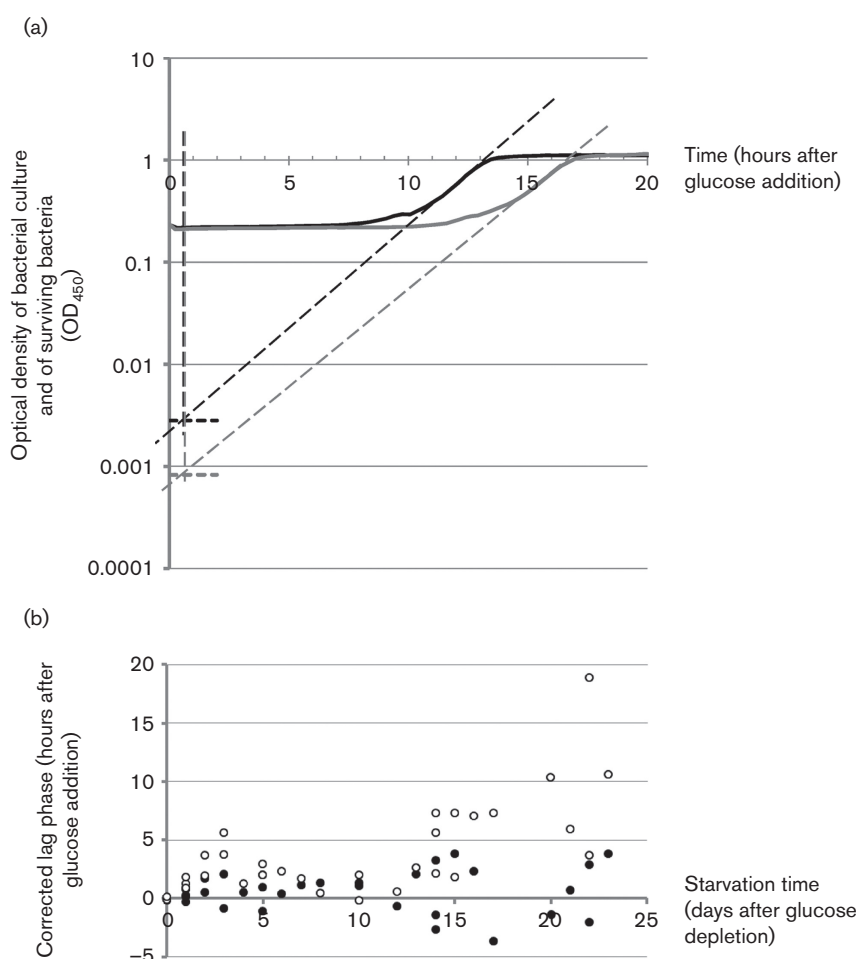 (a)
10
1
0.1
0.01
0.001
0.0001
0
5
10
15
20
Optical density of bacterial culture
and of surviving bacteria
(OD450)
Time (hours after
glucose addition)
(b)
20
15
10
5
0
−5
0
5
10
15
20
25
Corrected lag phase (hours after
glucose addition)
Starvation time
(days after glucose
depletion)